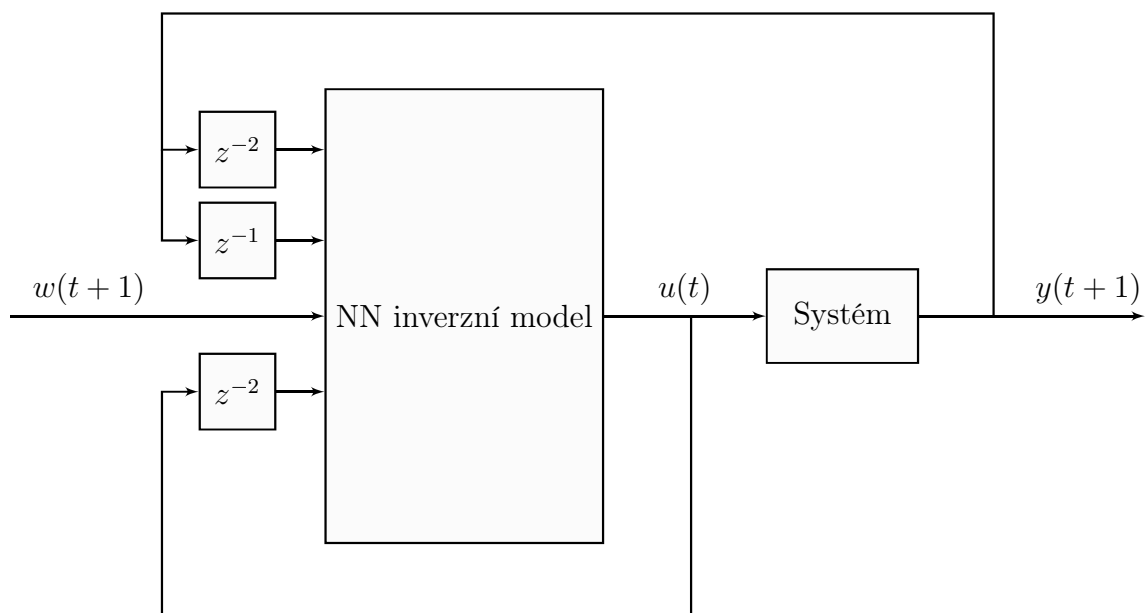 z⁻²
z⁻¹
w(t + 1)
NN inverzní model
u(t)
Systém
y(t + 1)
z⁻²